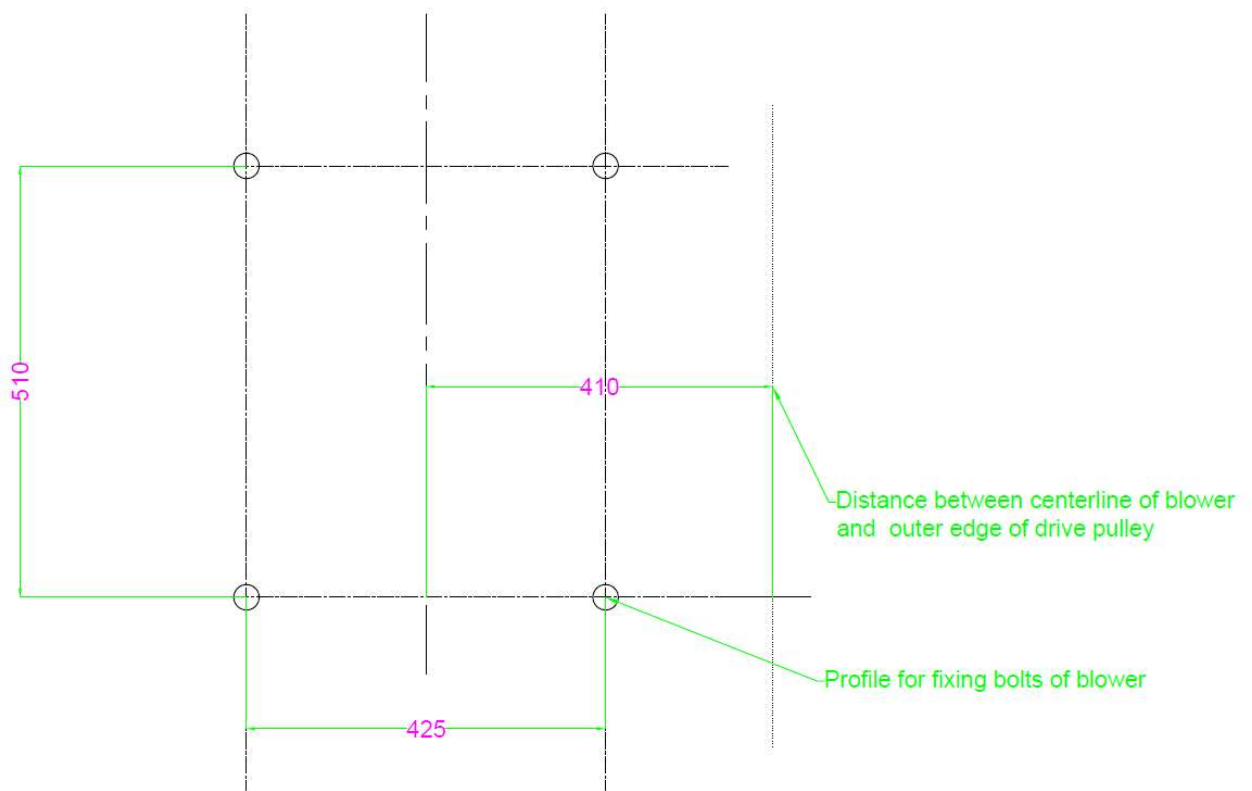 510
410
Distance between centerline of blower
and outer edge of drive pulley
Profile for fixing bolts of blower
425